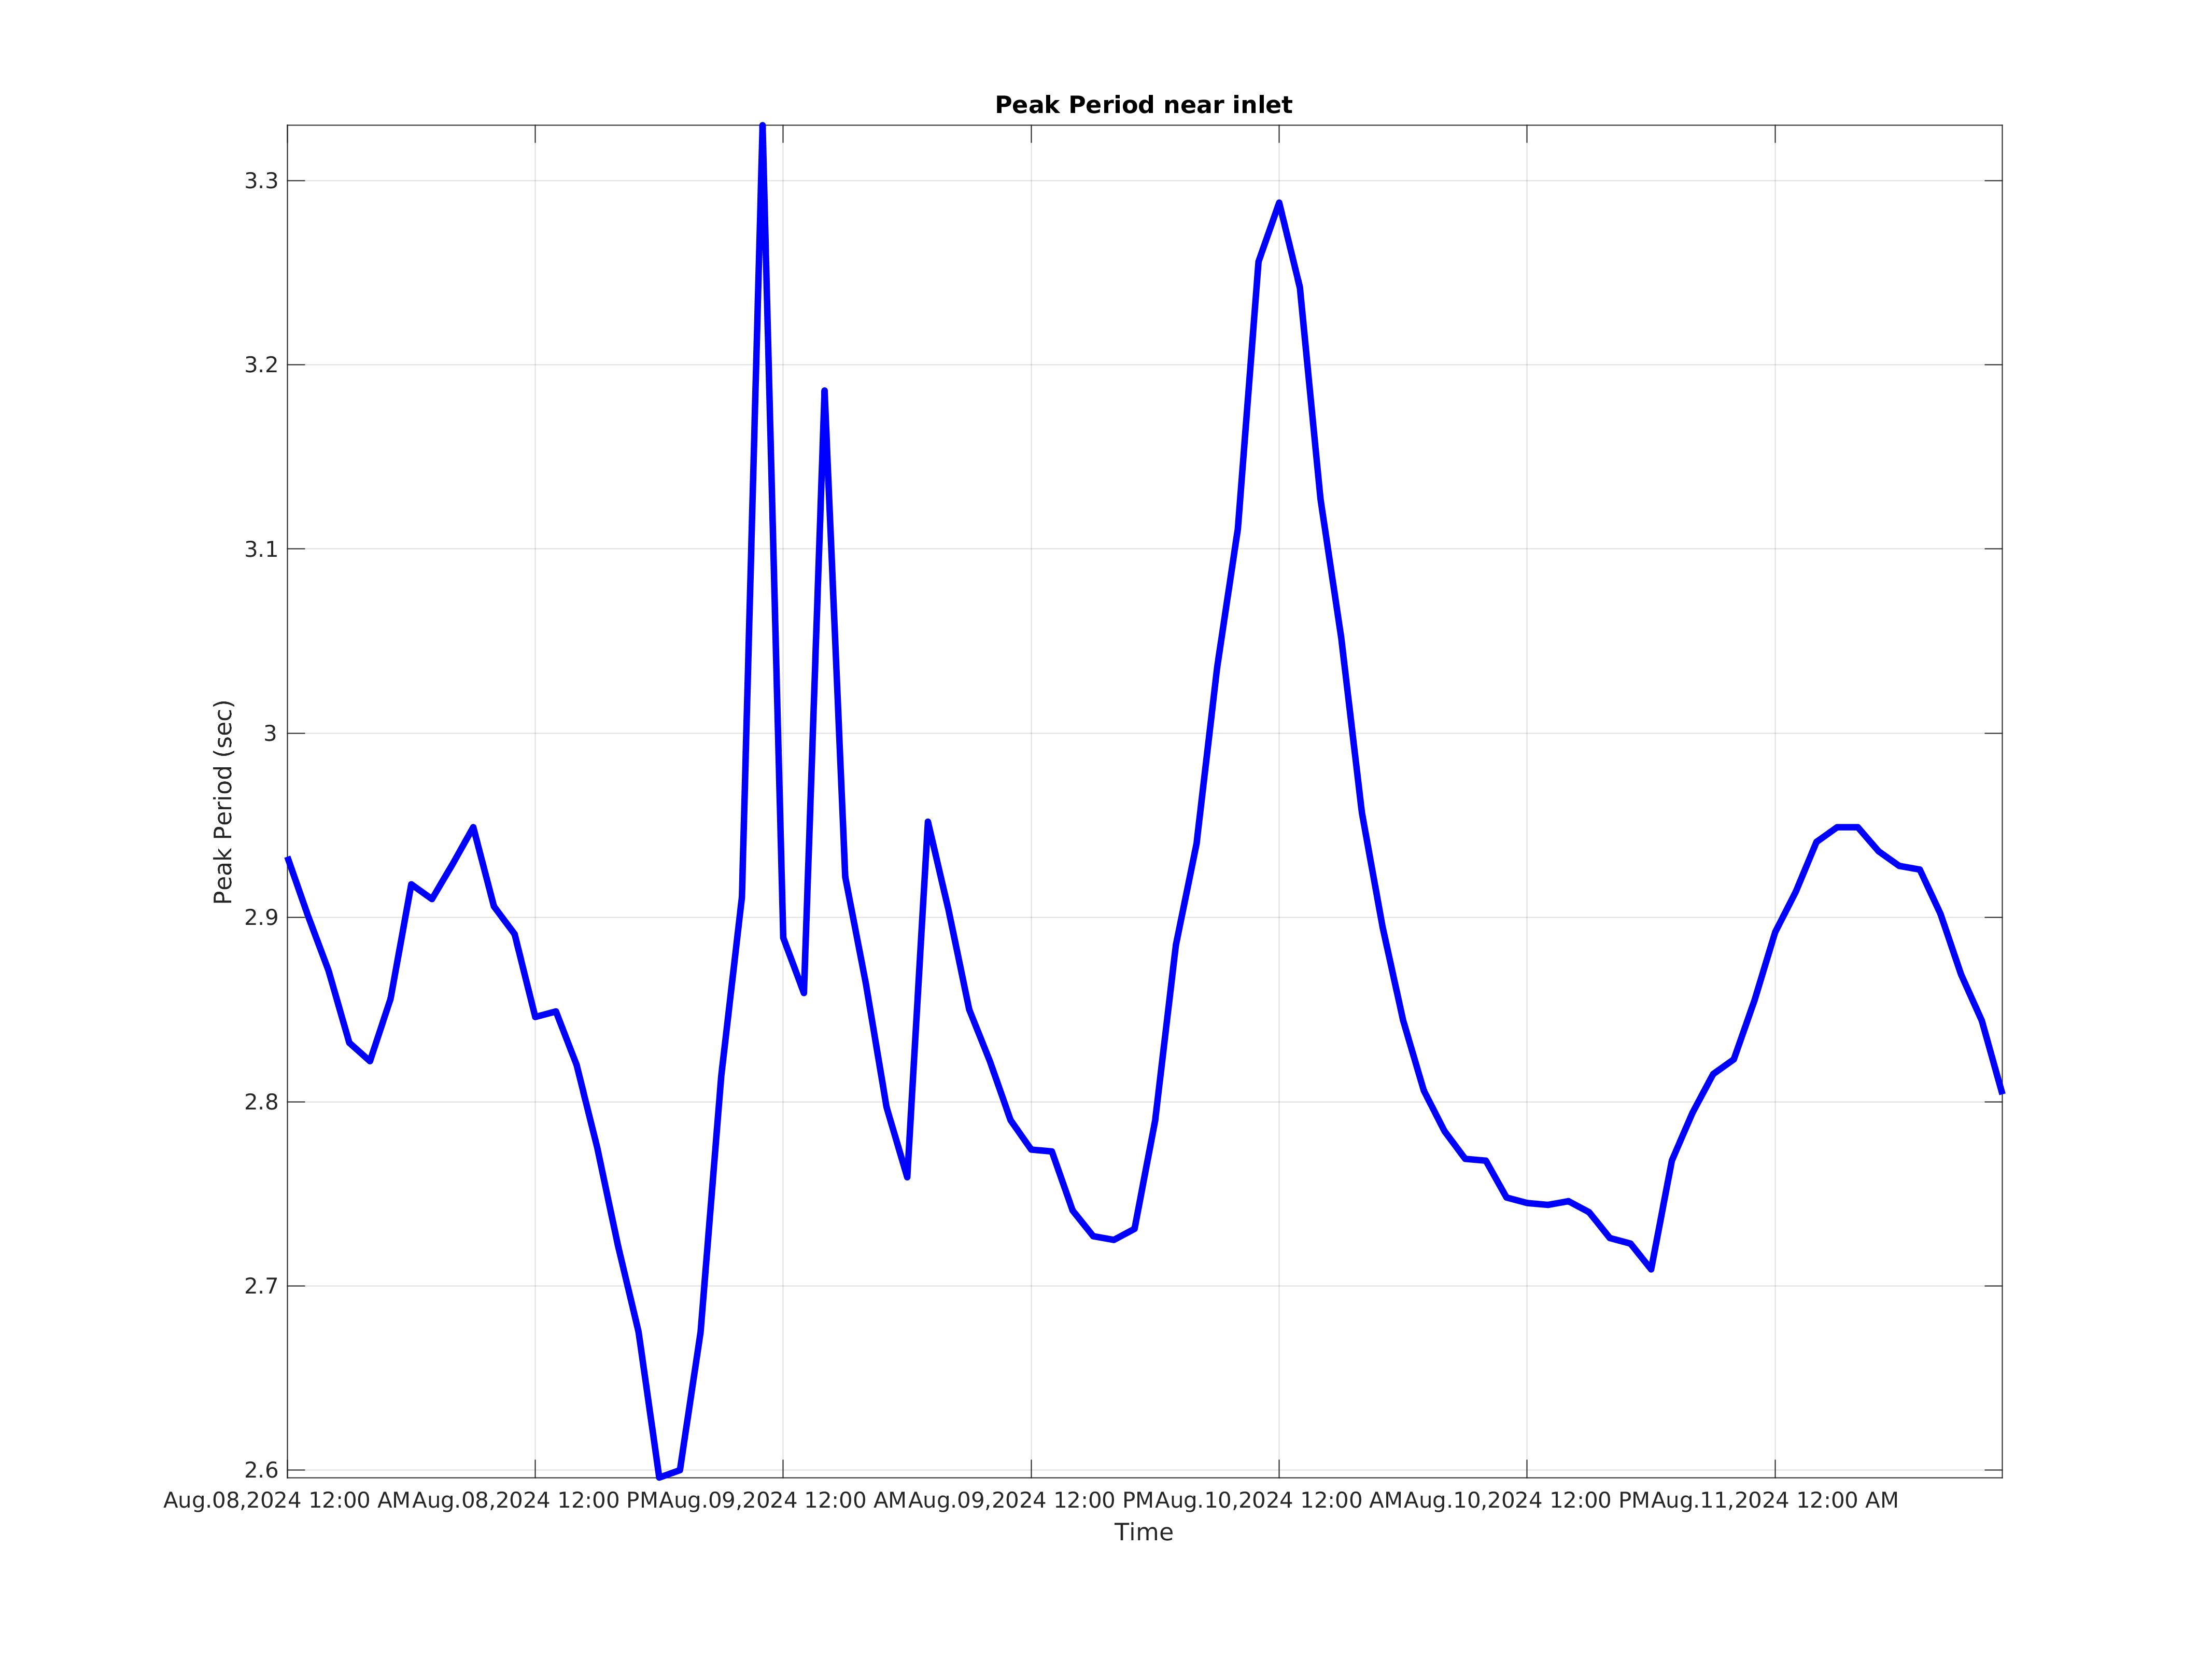 Peak Period near inlet
3.3
3.2
3.1
3
2.9
2.8
2.7
2.6
Peak Period (sec)
Aug.08,2024 12:00 AM Aug.08,2024 12:00 PM Aug.09,2024 12:00 AM Aug.09,2024 12:00 PM Aug.10,2024 12:00 AM Aug.10,2024 12:00 PM Aug.11,2024 12:00 AM
Time